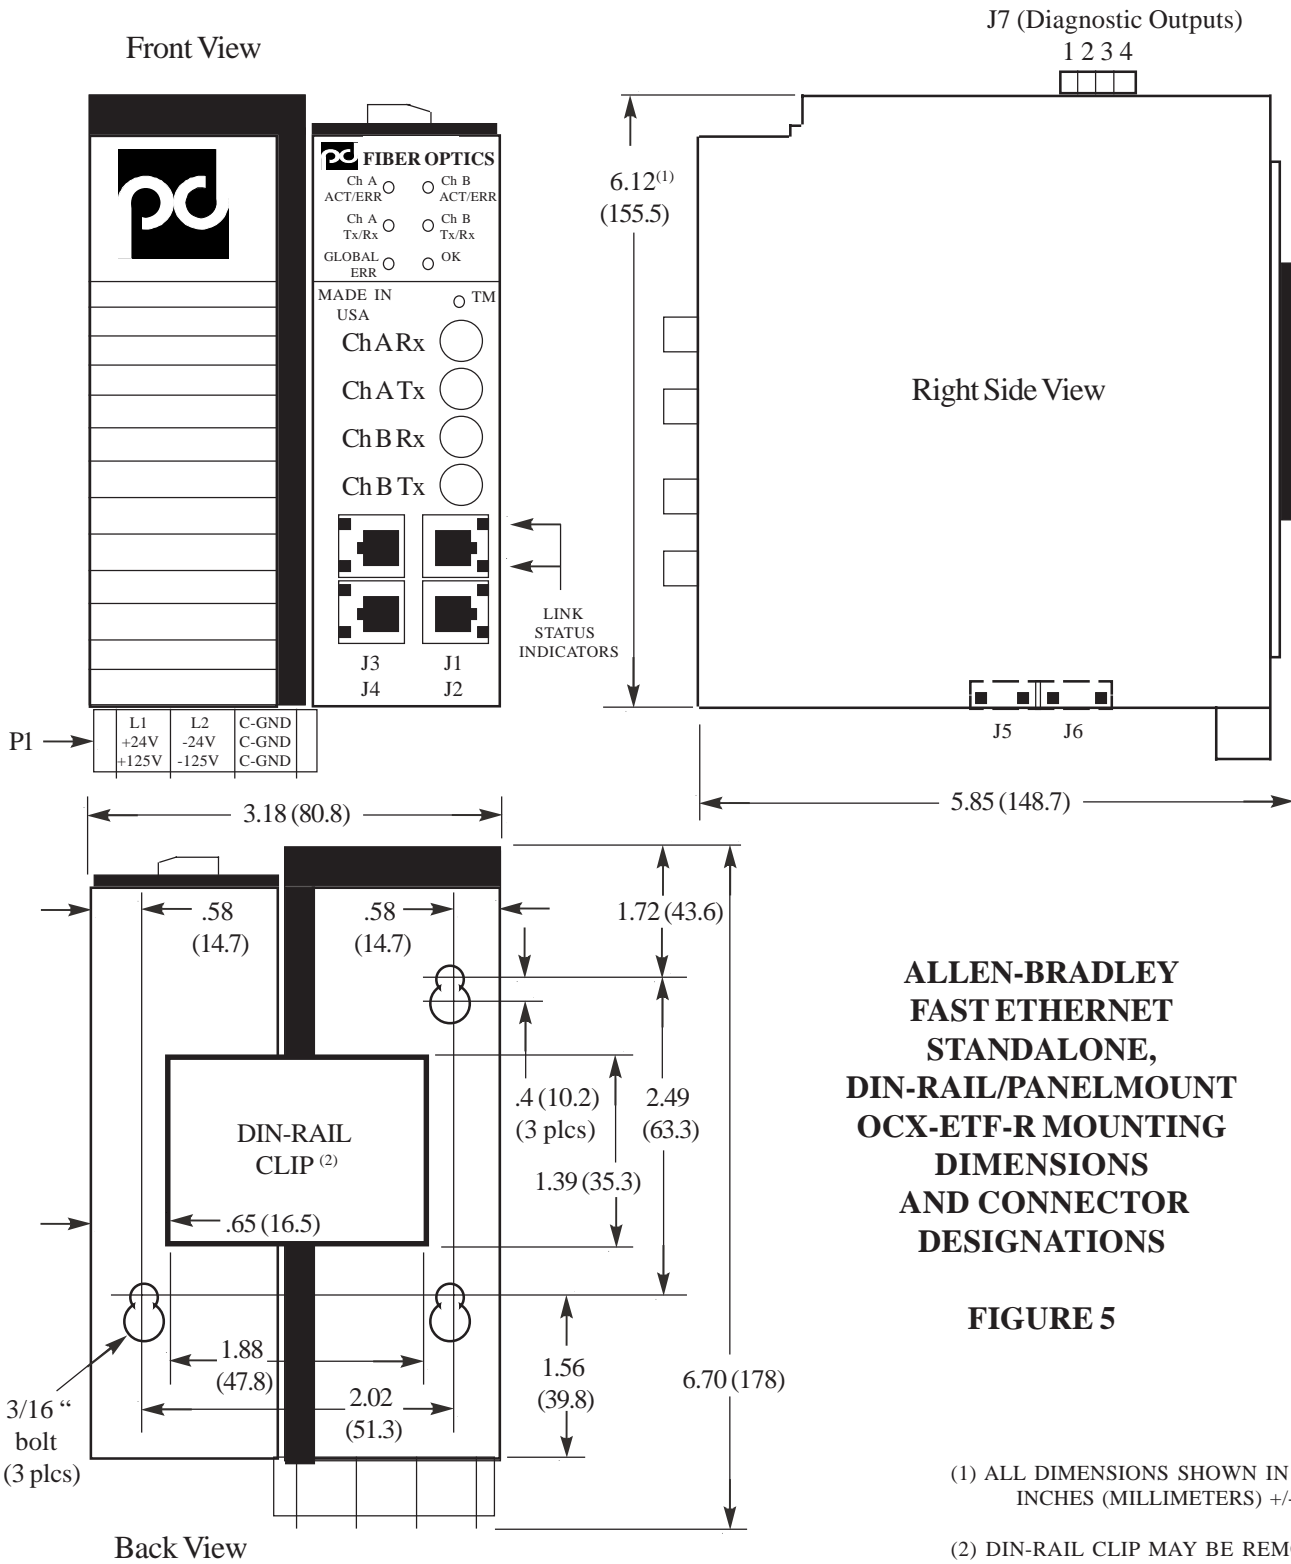 J7 (Diagnostic Outputs)
1 2 3 4
Front View
pd
pd FIBER OPTICS
Ch A
ACT/ERR
Ch B
ACT/ERR
Ch A
Tx/Rx
Ch B
Tx/Rx
GLOBAL
ERR
OK
MADE IN
USA
TM
Ch A Rx
Ch A Tx
Ch B Rx
Ch B Tx
LINK
STATUS
INDICATORS
J3
J4
J1
J2
P1
L1 L2 C-GND
+24V -24V C-GND
+125V -125V C-GND
6.12(1)
(155.5)
Right Side View
J5 J6
5.85 (148.7)
3.18 (80.8)
.58
(14.7)
.58
(14.7)
1.72 (43.6)
.4 (10.2)
(3 plcs)
2.49
(63.3)
1.39 (35.3)
DIN-RAIL
CLIP (2)
.65 (16.5)
1.88
(47.8)
2.02
(51.3)
1.56
(39.8)
6.70 (178)
3/16 “
bolt
(3 plcs)
Back View
ALLEN-BRADLEY
FAST ETHERNET
STANDALONE,
DIN-RAIL/PANELMOUNT
OCX-ETF-R MOUNTING
DIMENSIONS
AND CONNECTOR
DESIGNATIONS
FIGURE 5
(1) ALL DIMENSIONS SHOWN IN
INCHES (MILLIMETERS) +/-
(2) DIN-RAIL CLIP MAY BE